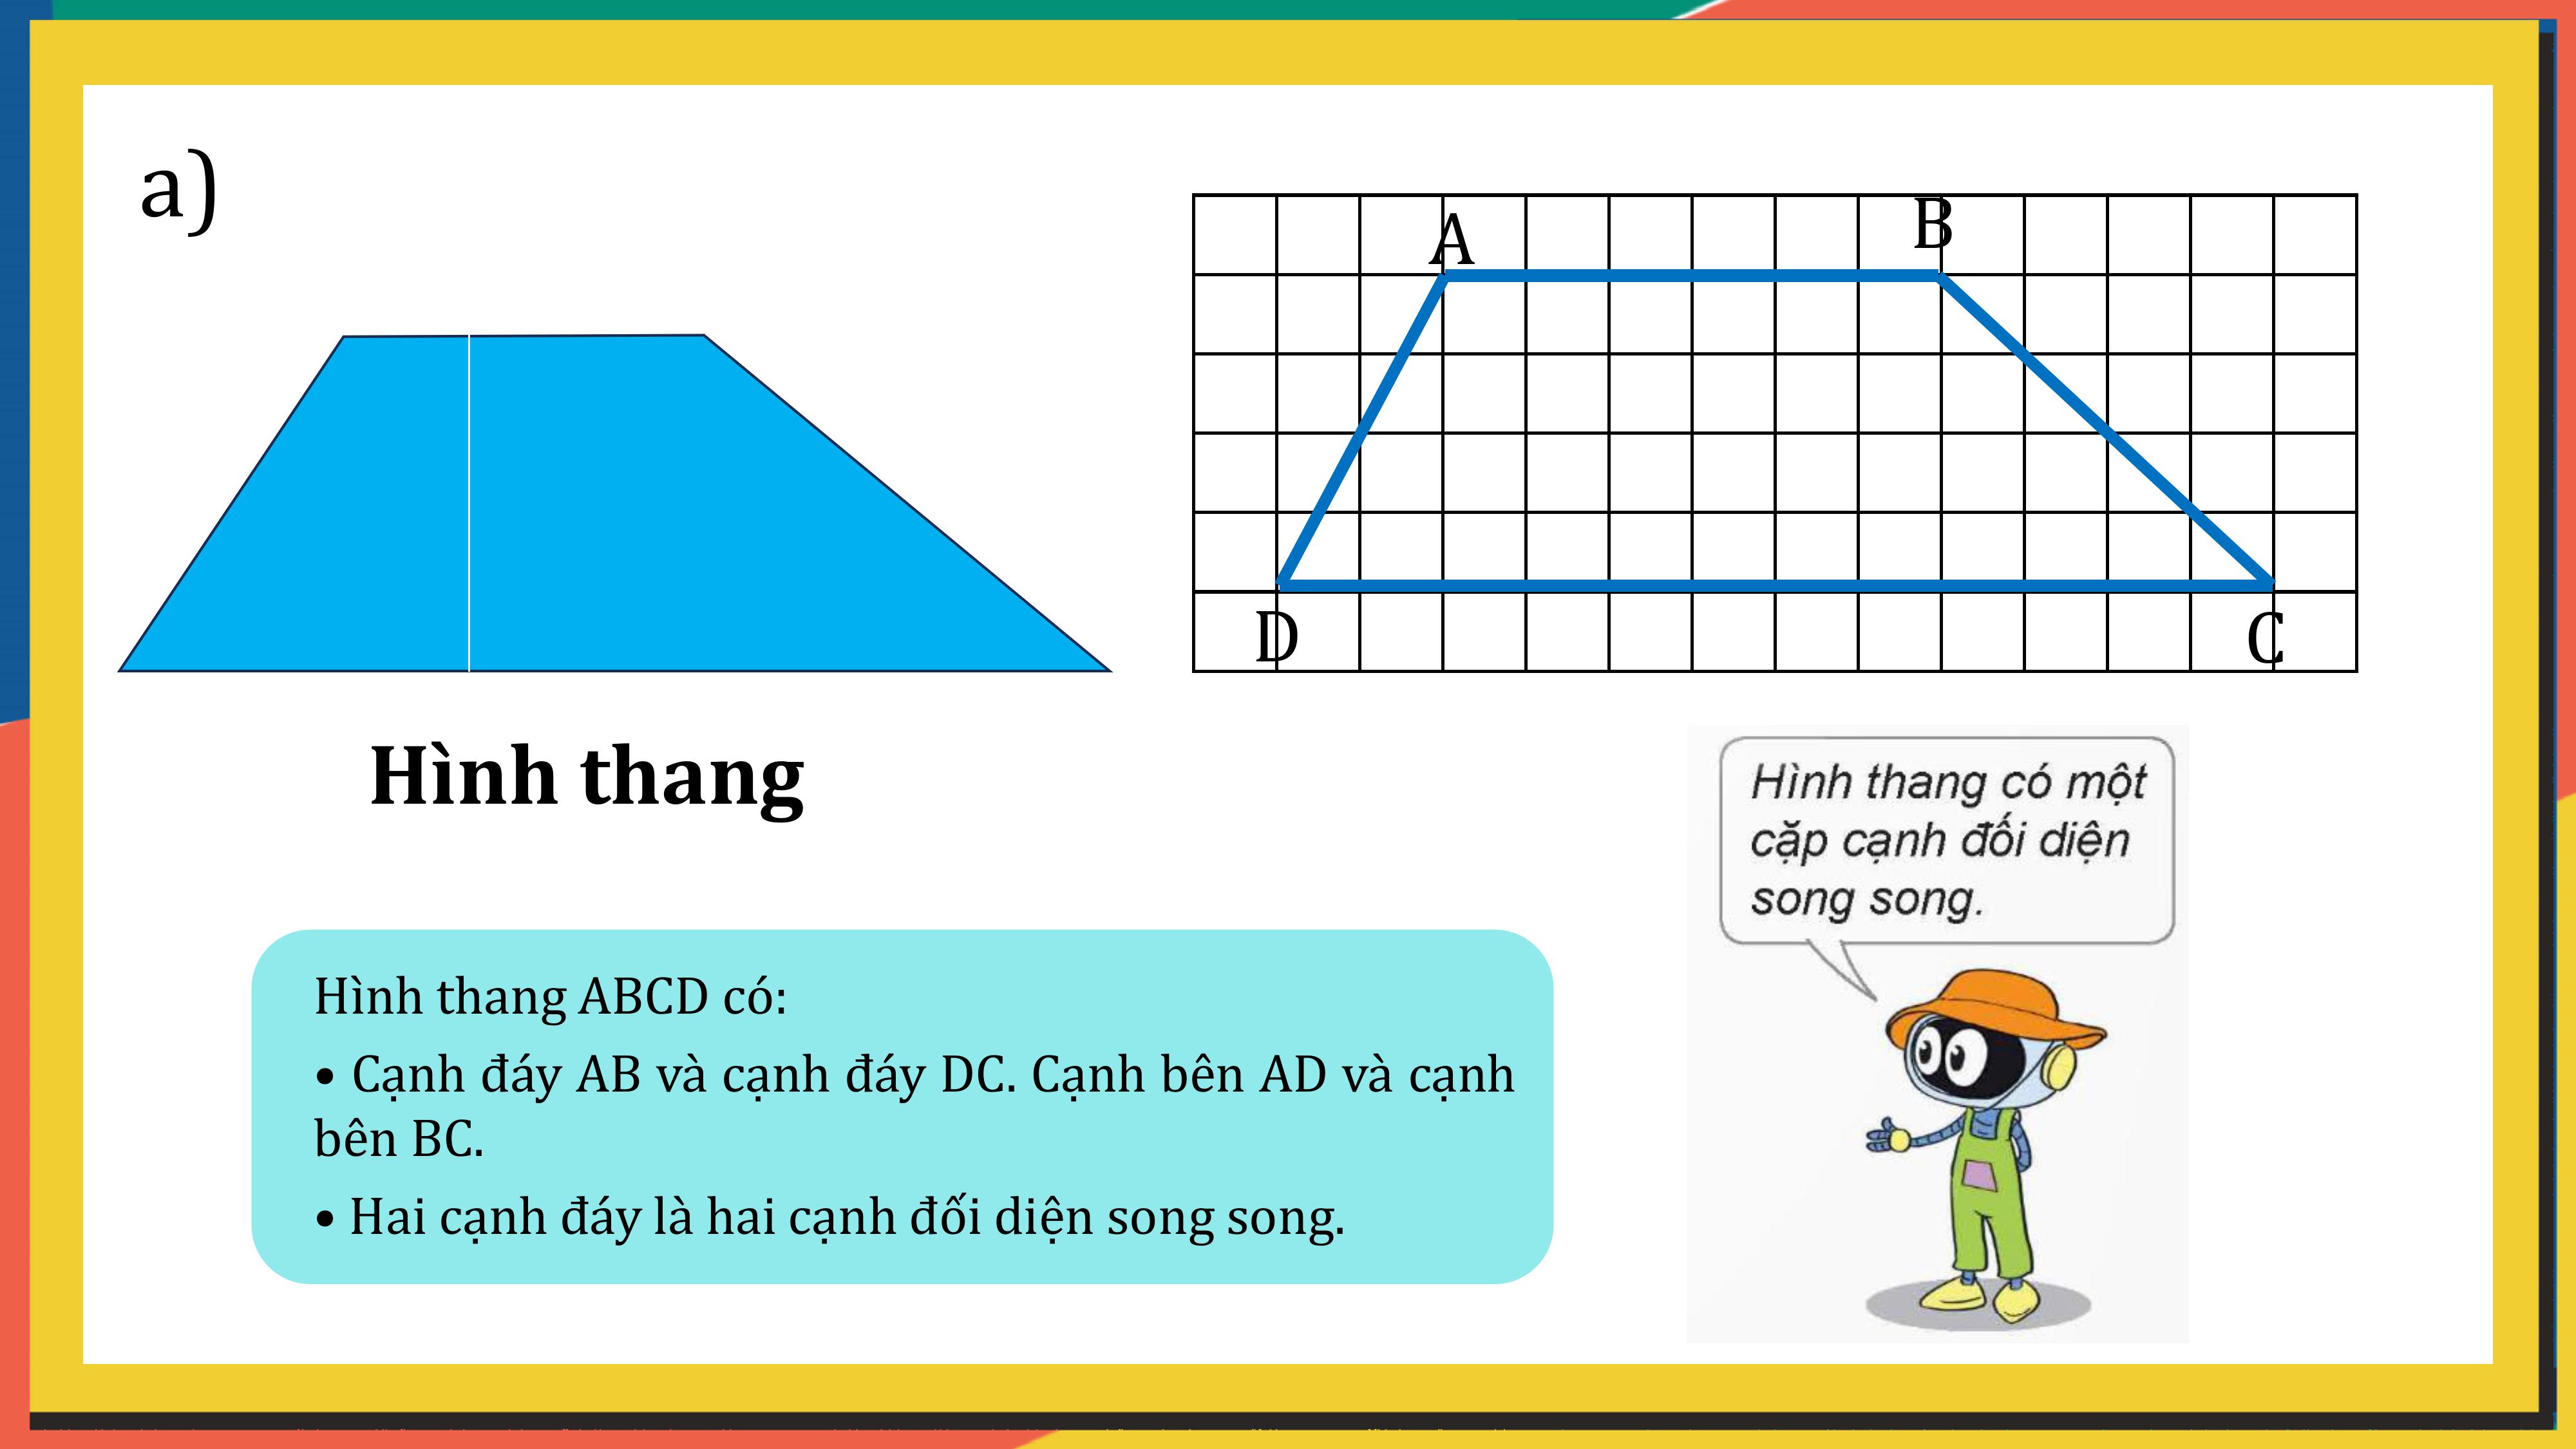 a)
A
B
D
C
Hình thang
Hình thang có một
cặp cạnh đối diện
song song.
Hình thang ABCD có:
• Cạnh đáy AB và cạnh đáy DC. Cạnh bên AD và cạnh
bên BC.
• Hai cạnh đáy là hai cạnh đối diện song song.